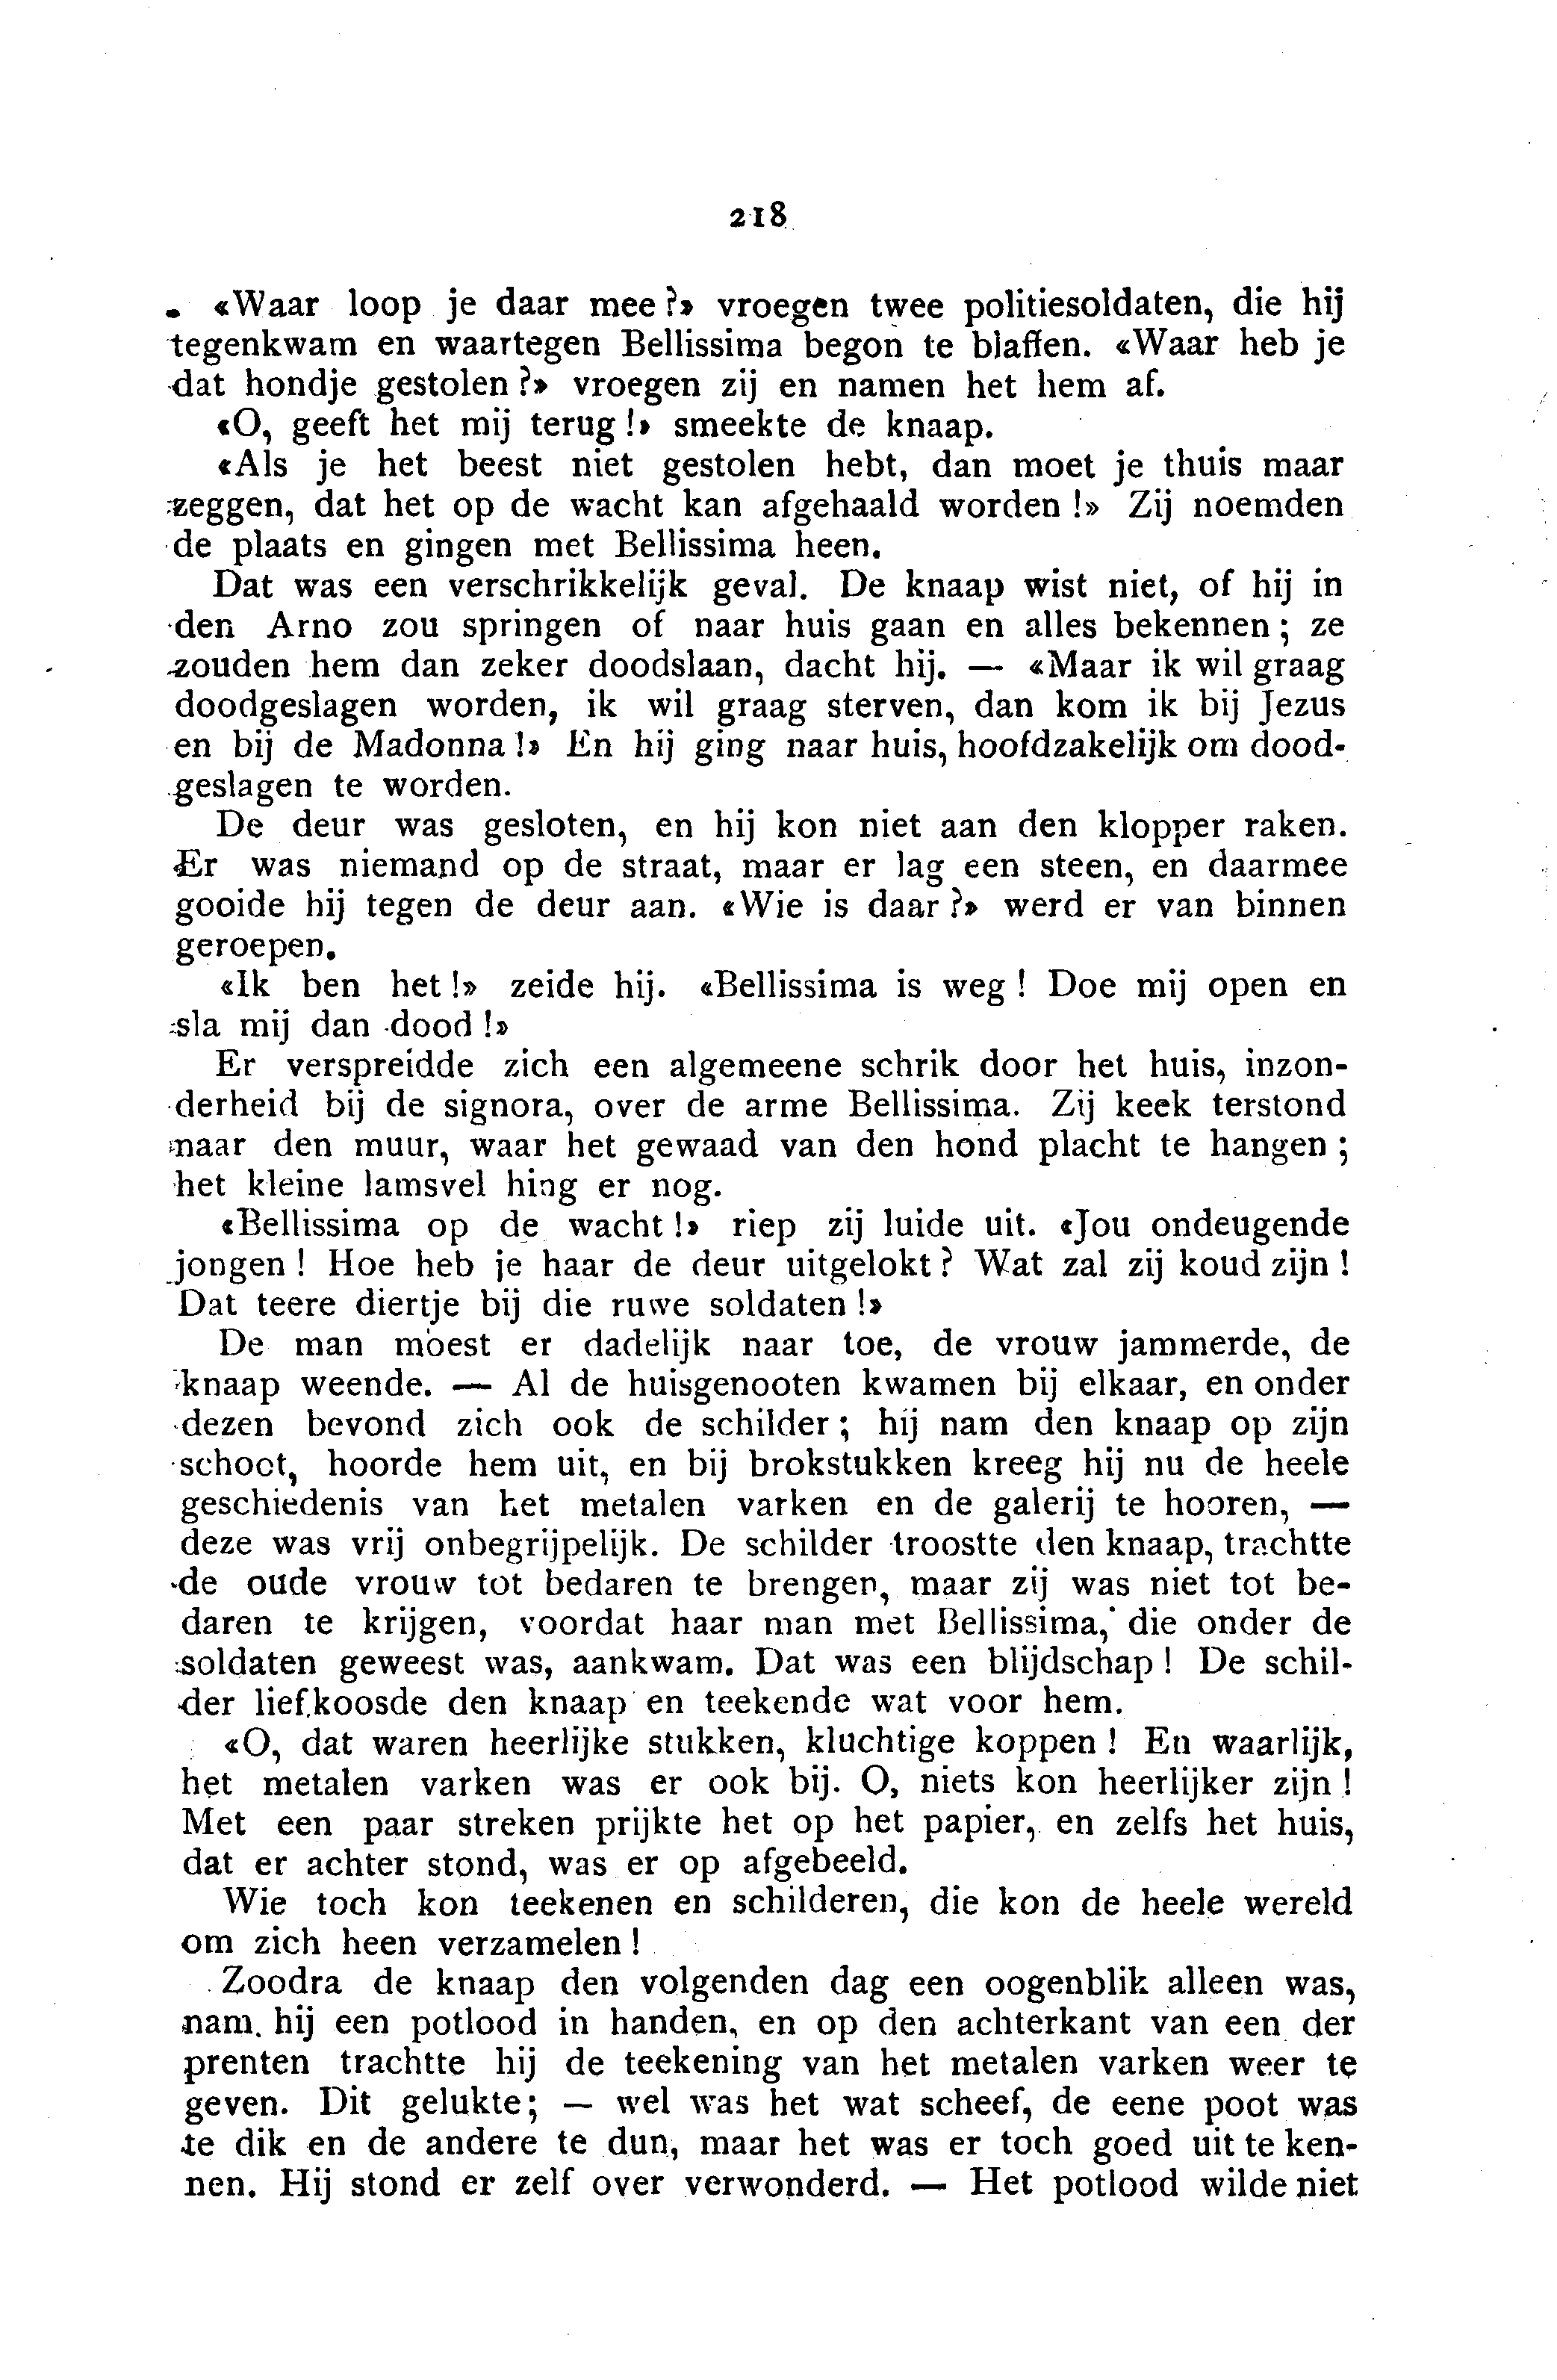 218
«Waar loop je daar mee ?» vroegen twee politiesoldaten, die hij
tegenkwam en waartegen Bellissima begon te blaffen. «Waar heb je
dat hondje gestolen ?» vroegen zij en namen het hem af.
«O, geeft het mij terug !» smeekte de knaap.
«Als je het beest niet gestolen hebt, dan moet je thuis maar
zeggen, dat het op de wacht kan afgehaald worden !» Zij noemden
de plaats en gingen met Bellissima heen.
Dat was een verschrikkelijk geval. De knaap wist niet, of hij in
den Arno zou springen of naar huis gaan en alles bekennen ; ze
zouden hem dan zeker doodslaan, dacht hij. — «Maar ik wil graag
doodgeslagen worden, ik wil graag sterven, dan kom ik bij Jezus
en bij de Madonna !» En hij ging naar huis, hoofdzakelijk om dood-
geslagen te worden.
De deur was gesloten, en hij kon niet aan den klopper raken.
Er was niemand op de straat, maar er lag een steen, en daarmee
gooide hij tegen de deur aan. «Wie is daar ?» werd er van binnen
geroepen.
«Ik ben het !» zeide hij. «Bellissima is weg ! Doe mij open en
sla mij dan dood !»
Er verspreidde zich een algemeene schrik door het huis, inzon-
derheid bij de signora, over de arme Bellissima. Zij keek terstond
naar den muur, waar het gewaad van den hond placht te hangen ;
het kleine lamsvel hing er nog.
«Bellissima op de wacht !» riep zij luide uit. «Jou ondeugende
jongen ! Hoe heb je haar de deur uitgelokt ? Wat zal zij koud zijn !
Dat teere diertje bij die ruwe soldaten !»
De man moest er dadelijk naar toe, de vrouw jammerde, de
knaap weende. — Al de huisgenooten kwamen bij elkaar, en onder
dezen bevond zich ook de schilder ; hij nam den knaap op zijn
schoot, hoorde hem uit, en bij brokstukken kreeg hij nu de heele
geschiedenis van het metalen varken en de galerij te hooren, —
deze was vrij onbegrijpelijk. De schilder troostte den knaap, trachtte
de oude vrouw tot bedaren te brengen, maar zij was niet tot be-
daren te krijgen, voordat haar man met Bellissima, die onder de
soldaten geweest was, aankwam. Dat was een blijdschap ! De schil-
der liefkoosde den knaap en teekende wat voor hem.
«O, dat waren heerlijke stukken, kluchtige koppen ! En waarlijk,
het metalen varken was er ook bij. O, niets kon heerlijker zijn !
Met een paar streken prijkte het op het papier, en zelfs het huis,
dat er achter stond, was er op afgebeeld.
Wie toch kon teekenen en schilderen, die kon de heele wereld
om zich heen verzamelen !
Zoodra de knaap den volgenden dag een oogenblik alleen was,
nam hij een potlood in handen, en op den achterkant van een der
prenten trachtte hij de teekening van het metalen varken weer te
geven. Dit gelukte; — wel was het wat scheef, de eene poot was
te dik en de andere te dun, maar het was er toch goed uit te ken-
nen. Hij stond er zelf over verwonderd. — Het potlood wilde niet